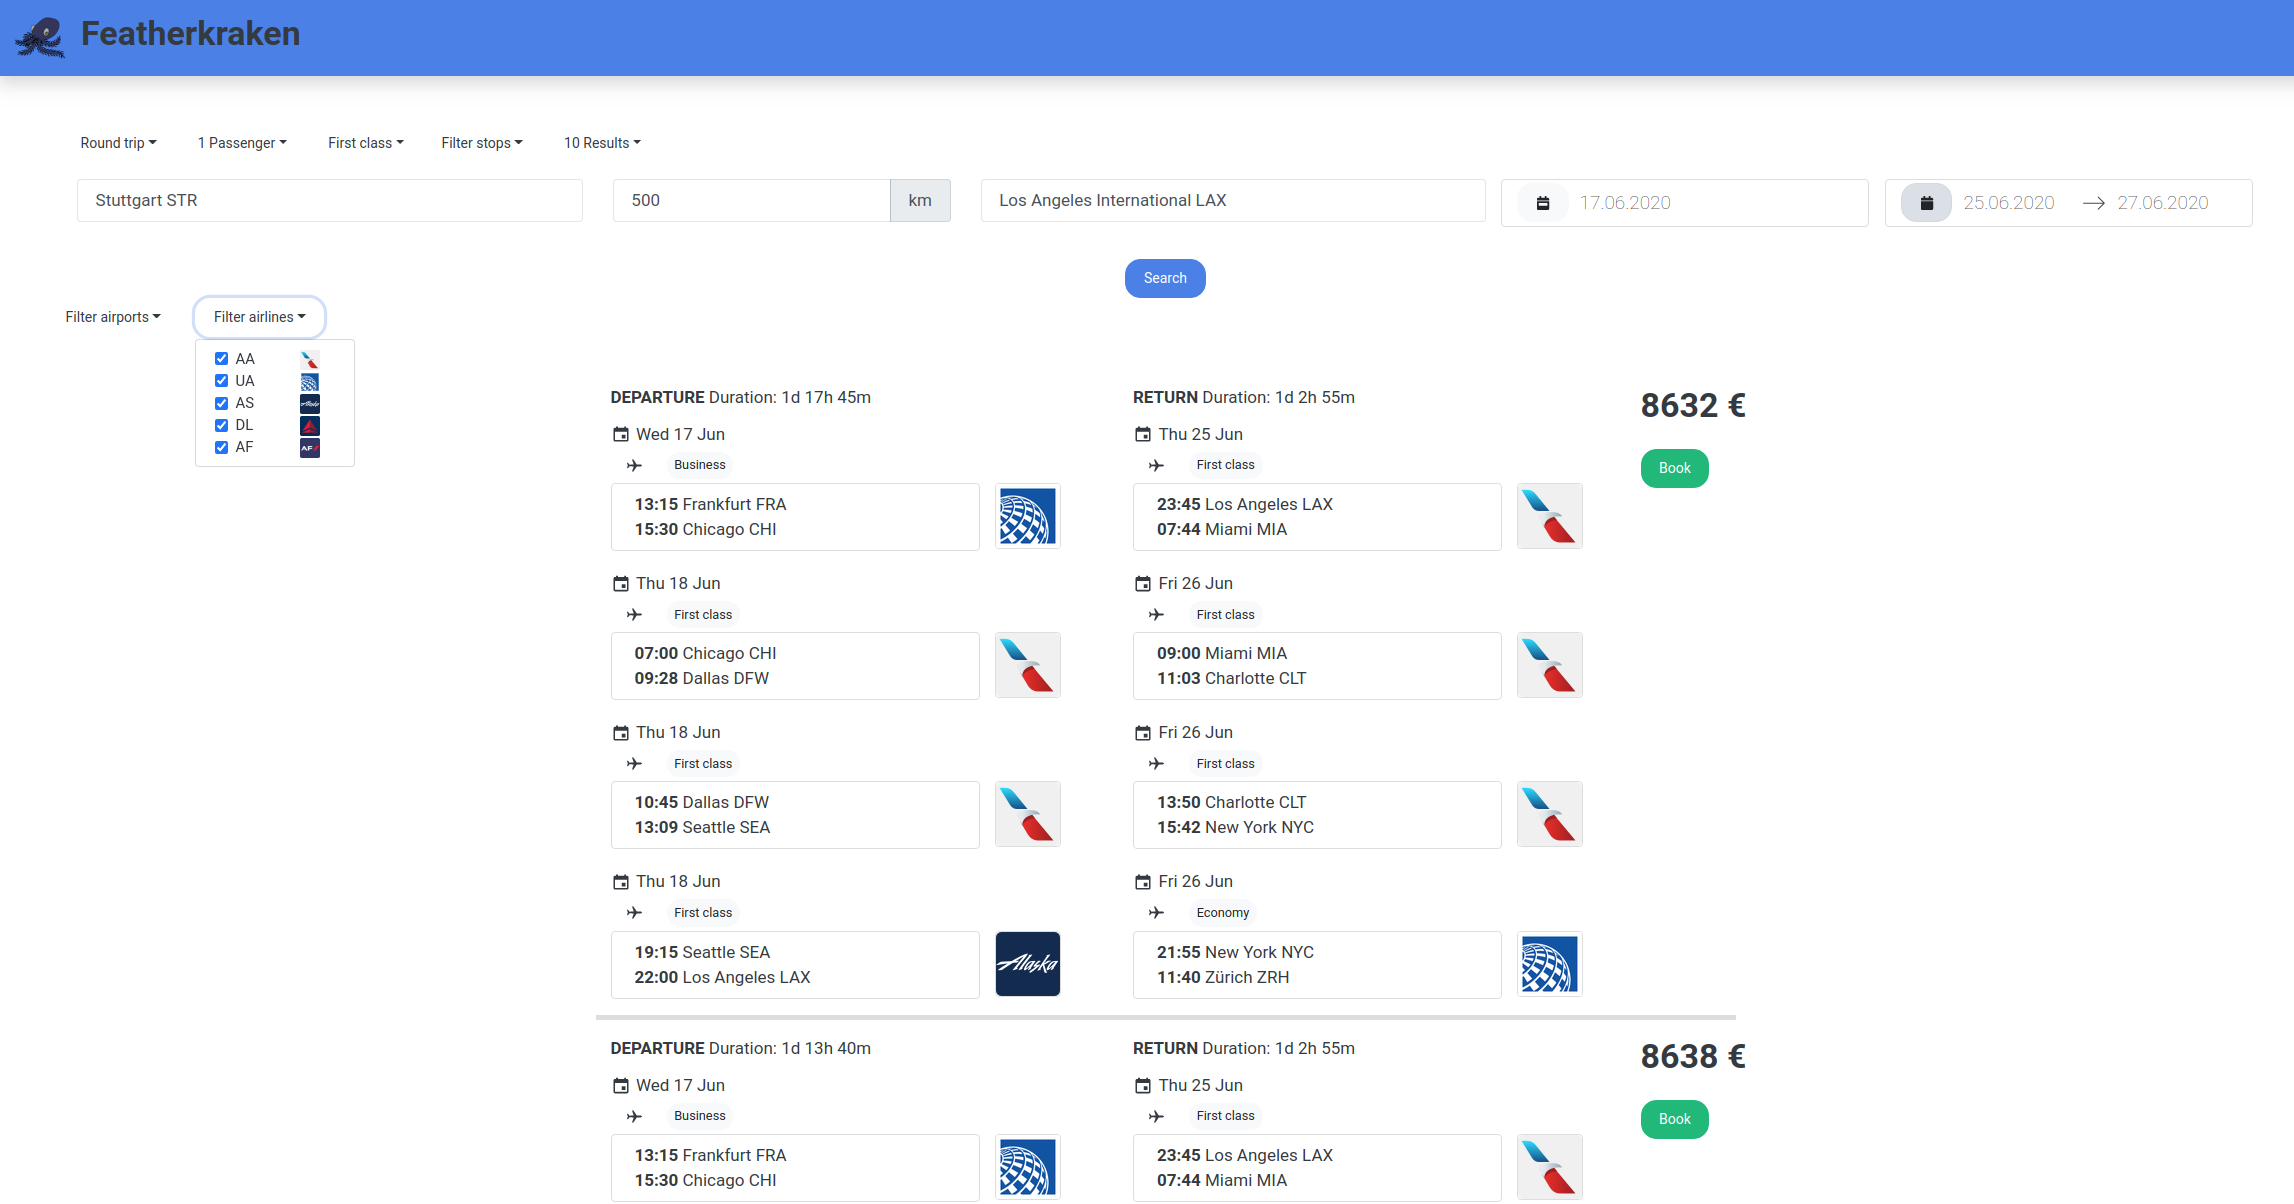 Featherkraken
Round trip 1 Passenger First class Filter stops 10 Results
Stuttgart STR 500 km Los Angeles International LAX 17.06.2020 25.06.2020 → 27.06.2020
Search
Filter airports Filter airlines
AA
UA
AS Alaska
DL
AF AF
DEPARTURE Duration: 1d 17h 45m
Wed 17 Jun
Business
13:15 Frankfurt FRA
15:30 Chicago CHI
Thu 18 Jun
First class
07:00 Chicago CHI
09:28 Dallas DFW
Thu 18 Jun
First class
10:45 Dallas DFW
13:09 Seattle SEA
Thu 18 Jun
First class
19:15 Seattle SEA
22:00 Los Angeles LAX
Alaska
RETURN Duration: 1d 2h 55m
Thu 25 Jun
First class
23:45 Los Angeles LAX
07:44 Miami MIA
Fri 26 Jun
First class
09:00 Miami MIA
11:03 Charlotte CLT
Fri 26 Jun
First class
13:50 Charlotte CLT
15:42 New York NYC
Fri 26 Jun
Economy
21:55 New York NYC
11:40 Zürich ZRH
8632 €
Book
DEPARTURE Duration: 1d 13h 40m
Wed 17 Jun
Business
13:15 Frankfurt FRA
15:30 Chicago CHI
RETURN Duration: 1d 2h 55m
Thu 25 Jun
First class
23:45 Los Angeles LAX
07:44 Miami MIA
8638 €
Book